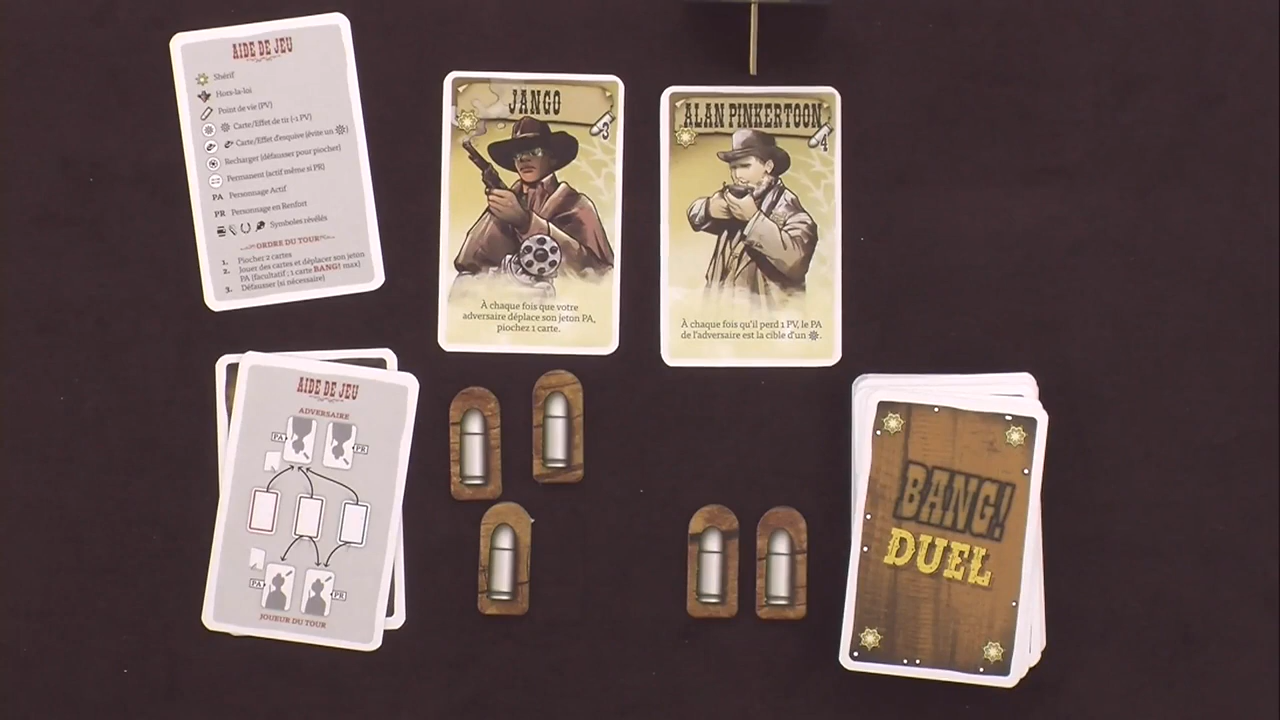 AIDE DE JEU
Shérif
Hors-la-loi
Point de vie (PV)
Carte/Effet de tir (-1 PV)
Carte/Effet d'esquive (évite un )
Recharger (défausser pour piocher)
Permanent (actif même si PR)
PA Personnage Actif
PR Personnage en Renfort
Symboles révélés
ORDRE DU TOUR
1. Piocher 2 cartes
2. Jouer des cartes et déplacer son jeton
PA (facultatif ; 1 carte BANG! max)
3. Défausser (si nécessaire)
JANGO
3
À chaque fois que votre
adversaire déplace son jeton PA,
piochez 1 carte.
ALAN PINKERTOON
4
À chaque fois qu'il perd 1 PV, le PA
de l'adversaire est la cible d'un .
AIDE DE JEU
ADVERSAIRE
PA
PR
PA
PR
JOUEUR DU TOUR
BANG!
DUEL